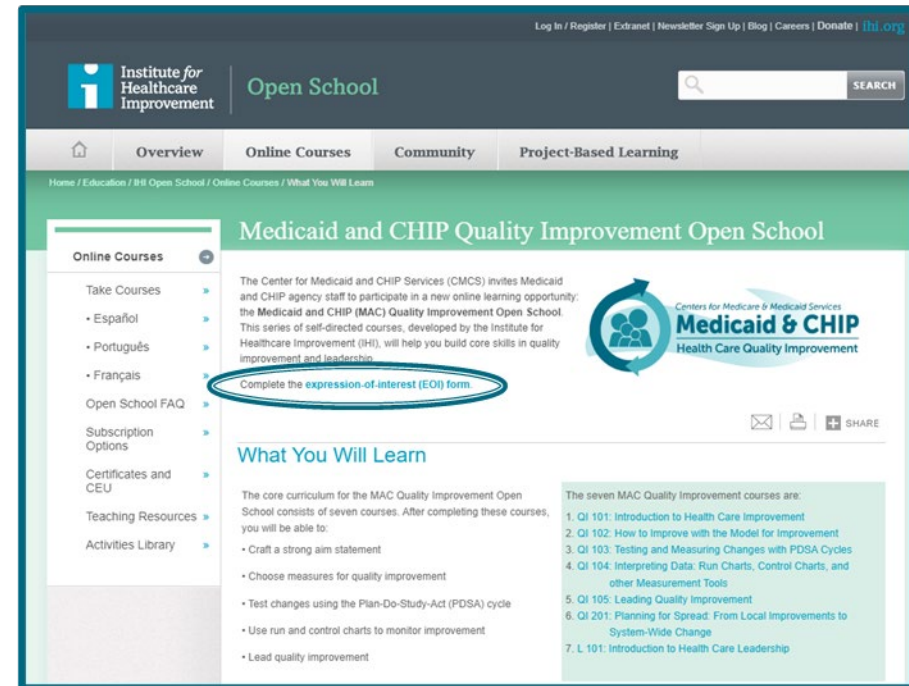 Log In / Register | Extranet | Newsletter Sign Up | Blog | Careers | Donate | ihi.org
Institute for
Healthcare
Improvement
Open School
SEARCH
Overview
Online Courses
Community
Project-Based Learning
Home / Education / IHI Open School / Online Courses / What You Will Learn
Medicaid and CHIP Quality Improvement Open School
Online Courses
Take Courses »
• Español »
• Português »
• Français »
Open School FAQ »
Subscription »
Options
Certificates and »
CEU
Teaching Resources »
Activities Library »
The Center for Medicaid and CHIP Services (CMCS) invites Medicaid
and CHIP agency staff to participate in a new online learning opportunity:
the Medicaid and CHIP (MAC) Quality Improvement Open School.
This series of self-directed courses, developed by the Institute for
Healthcare Improvement (IHI), will help you build core skills in quality
improvement and leadership.
Complete the expression-of-interest (EOI) form.
Centers for Medicare & Medicaid Services
Medicaid & CHIP
Health Care Quality Improvement
SHARE
What You Will Learn
The core curriculum for the MAC Quality Improvement Open
School consists of seven courses. After completing these courses,
you will be able to:
• Craft a strong aim statement
• Choose measures for quality improvement
• Test changes using the Plan-Do-Study-Act (PDSA) cycle
• Use run and control charts to monitor improvement
• Lead quality improvement
The seven MAC Quality Improvement courses are:
1. QI 101: Introduction to Health Care Improvement
2. QI 102: How to Improve with the Model for Improvement
3. QI 103: Testing and Measuring Changes with PDSA Cycles
4. QI 104: Interpreting Data: Run Charts, Control Charts, and
other Measurement Tools
5. QI 105: Leading Quality Improvement
6. QI 201: Planning for Spread: From Local Improvements to
System-Wide Change
7. L 101: Introduction to Health Care Leadership